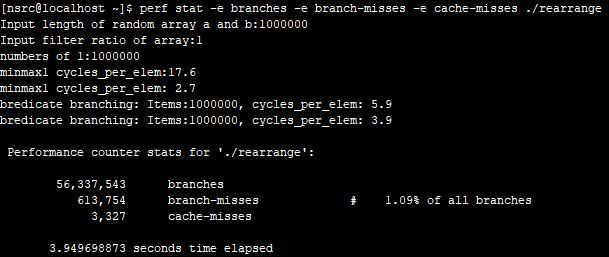 [nsrc@localhost ~]$ perf stat -e branches -e branch-misses -e cache-misses ./rearrange
Input length of random array a and b:1000000
Input filter ratio of array:1
numbers of 1:1000000
minmax1 cycles_per_elem:17.6
minmax1 cycles_per_elem: 2.7
bredicate branching: Items:1000000, cycles_per_elem: 5.9
bredicate branching: Items:1000000, cycles_per_elem: 3.9
Performance counter stats for './rearrange':
56,337,543 branches
613,754 branch-misses # 1.09% of all branches
3,327 cache-misses
3.949698873 seconds time elapsed